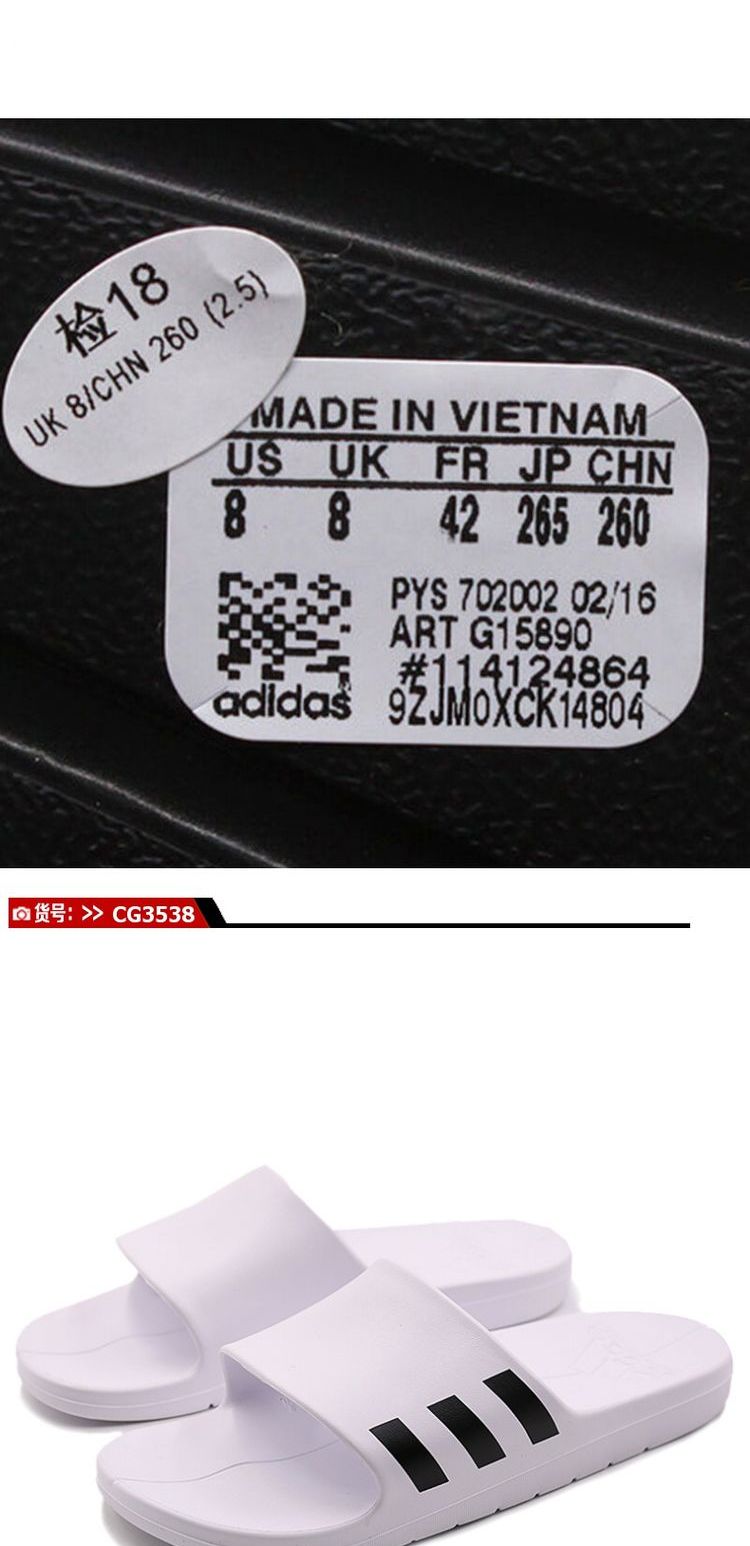 检18
UK 8/CHN 260 (2.5)
MADE IN VIETNAM
US UK FR JP CHN
8 8 42 265 260
PYS 702002 02/16
ART G15890
#114124864
adidas 9ZJM0XCK14804
货号: >> CG3538